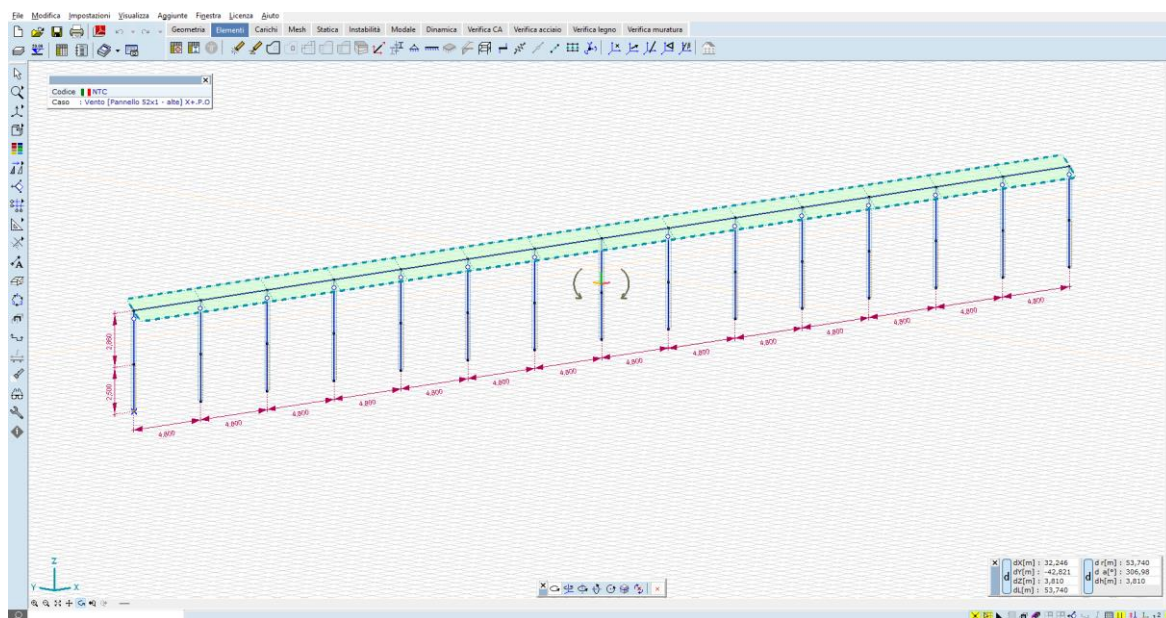 File Modifica Impostazioni Visualizza Aggiunte Finestra Licenza Aiuto
Geometria Elementi Carichi Mesh Statica Instabilità Modale Dinamica Verifica CA Verifica acciaio Verifica legno Verifica muratura
Codice NTC
Caso : Vento [Pannello 52x1 - alte] X+.P.O
2,860
2,500
4,800
4,800
4,800
4,800
4,800
4,800
4,800
4,800
4,800
4,800
4,800
4,800
4,800
4,800
Z
Y X
d
dX[m] : 32,246
dY[m] : -42,821
dZ[m] : 3,810
dL[m] : 53,740
d
d r[m] : 53,740
d a[°] : 306,98
dh[m] : 3,810